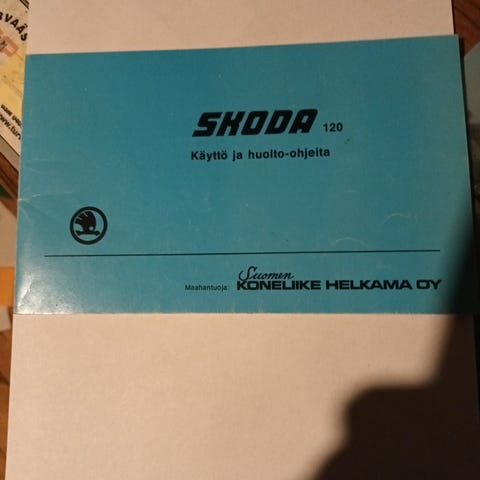 SKODA 120
Käyttö ja huolto-ohjeita
Suomen
Maahantuoja: KONELIIKE HELKAMA OY